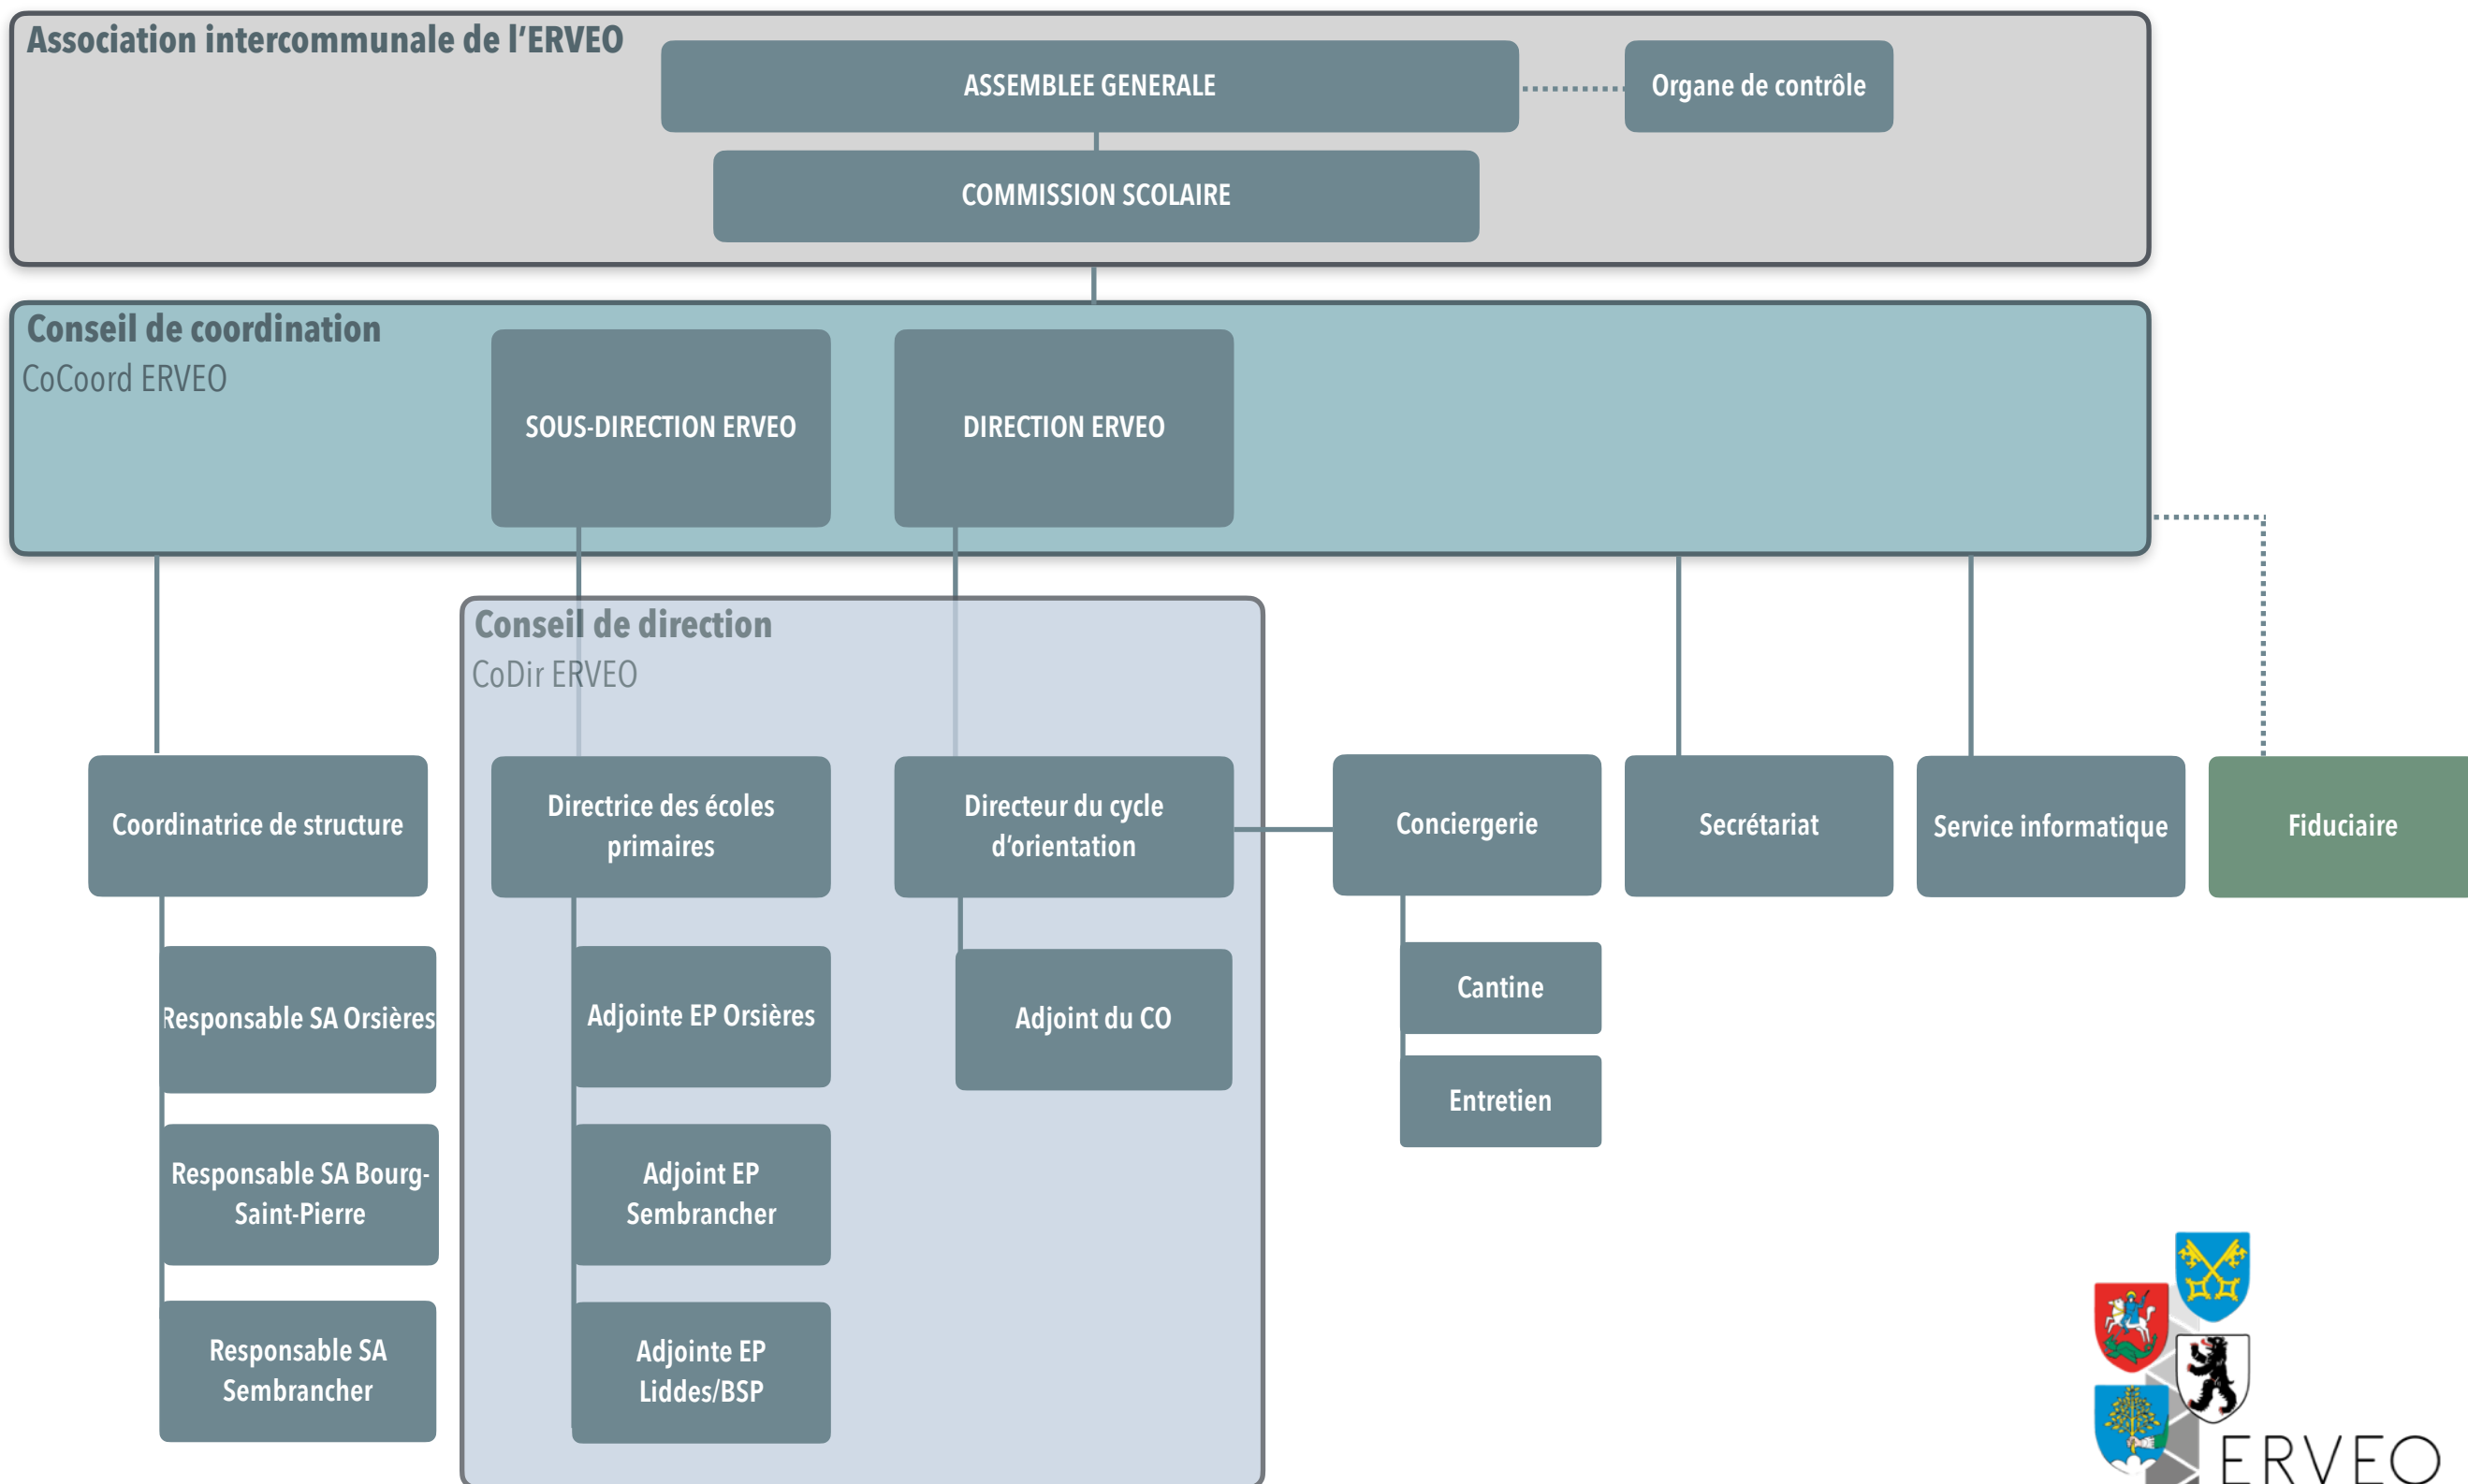 Association intercommunale de l'ERVEO
ASSEMBLEE GENERALE
Organe de contrôle
COMMISSION SCOLAIRE
Conseil de coordination
CoCoord ERVEO
SOUS-DIRECTION ERVEO
DIRECTION ERVEO
Conseil de direction
CoDir ERVEO
Coordinatrice de structure
Directrice des écoles
primaires
Directeur du cycle
d'orientation
Conciergerie
Secrétariat
Service informatique
Fiduciaire
Responsable SA Orsières
Adjointe EP Orsières
Adjoint du CO
Cantine
Entretien
Responsable SA Bourg-
Saint-Pierre
Adjoint EP
Sembrancher
Responsable SA
Sembrancher
Adjointe EP
Liddes/BSP
ERVEO